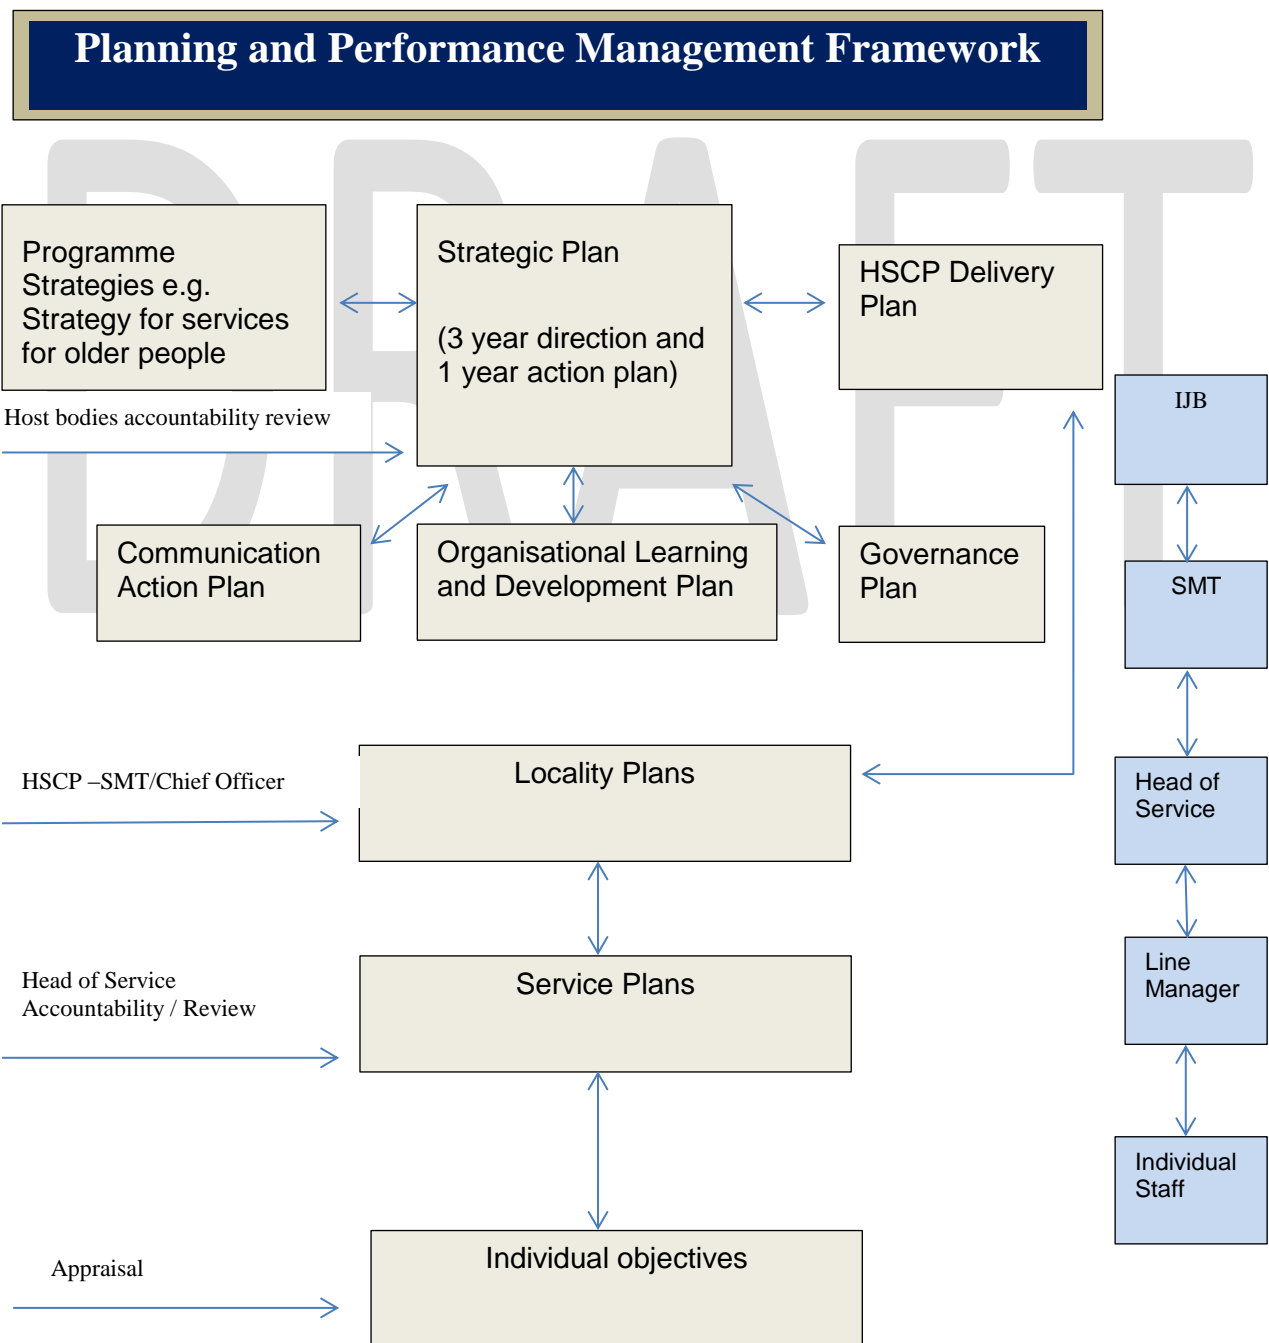 Planning and Performance Management Framework
DRAFT
Programme
Strategies e.g.
Strategy for services
for older people
Strategic Plan
(3 year direction and
1 year action plan)
HSCP Delivery
Plan
Host bodies accountability review
IJB
Communication
Action Plan
Organisational Learning
and Development Plan
Governance
Plan
SMT
HSCP –SMT/Chief Officer
Locality Plans
Head of
Service
Head of Service
Accountability / Review
Service Plans
Line
Manager
Individual
Staff
Appraisal
Individual objectives